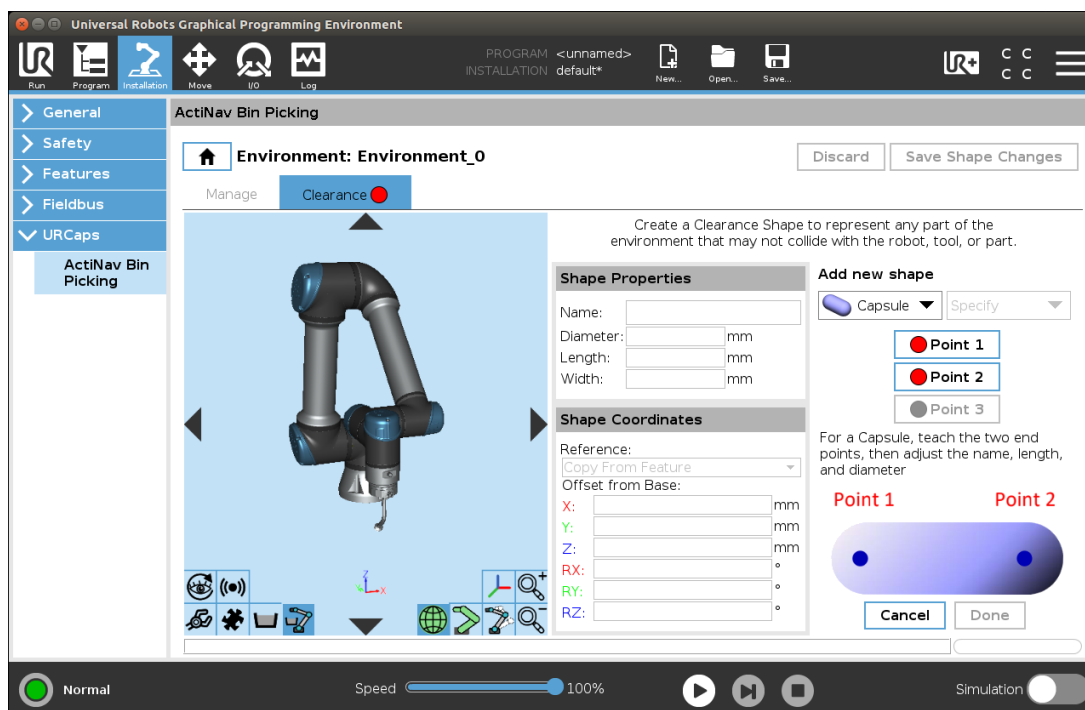 Universal Robots Graphical Programming Environment
PROGRAM <unnamed>
INSTALLATION default*
UR
Run
Program
Installation
Move
I/O
Log
New...
Open...
Save...
UR+
C C
C C
General
Safety
Features
Fieldbus
URCaps
ActiNav Bin
Picking
ActiNav Bin Picking
Environment: Environment_0
Discard
Save Shape Changes
Manage
Clearance
Create a Clearance Shape to represent any part of the
environment that may not collide with the robot, tool, or part.
Shape Properties
Name:
Diameter: mm
Length: mm
Width: mm
Shape Coordinates
Reference:
Copy From Feature
Offset from Base:
X: mm
Y: mm
Z: mm
RX: °
RY: °
RZ: °
Add new shape
Capsule
Specify
Point 1
Point 2
Point 3
For a Capsule, teach the two end
points, then adjust the name, length,
and diameter
Point 1 Point 2
Cancel
Done
Z
Y X
Normal
Speed 100%
Simulation